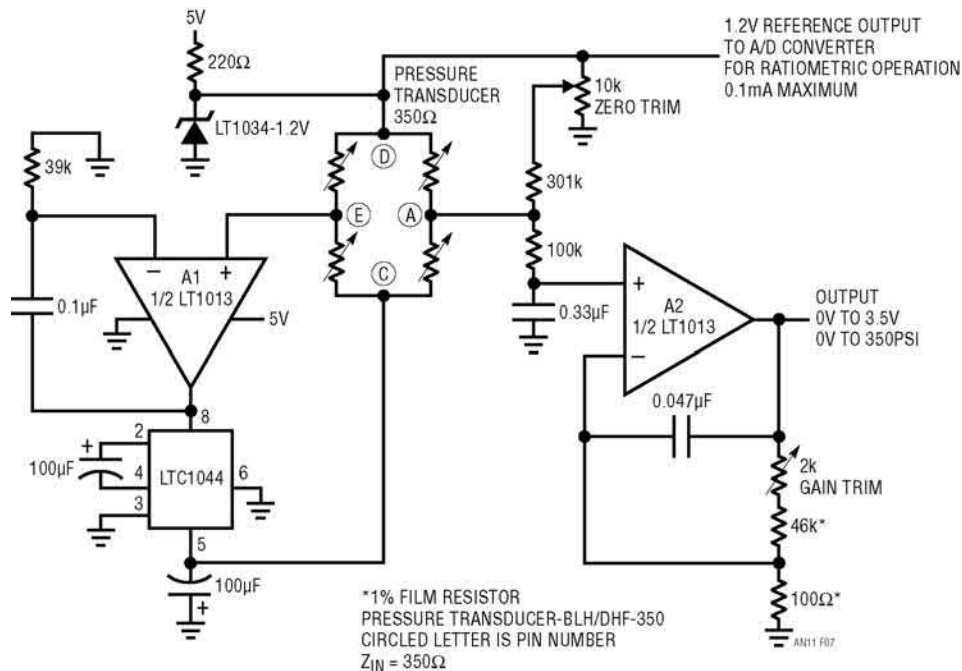 5V
220Ω
LT1034-1.2V
PRESSURE
TRANSDUCER
350Ω
1.2V REFERENCE OUTPUT
TO A/D CONVERTER
FOR RATIOMETRIC OPERATION
0.1mA MAXIMUM
10k
ZERO TRIM
39k
D
E
A
C
301k
100k
0.33µF
–
+
A1
1/2 LT1013
5V
0.1µF
+
–
A2
1/2 LT1013
OUTPUT
0V TO 3.5V
0V TO 350PSI
0.047µF
2k
GAIN TRIM
46k*
100Ω*
8
2
4
3
6
5
LTC1044
+
100µF
100µF
+
*1% FILM RESISTOR
PRESSURE TRANSDUCER-BLH/DHF-350
CIRCLED LETTER IS PIN NUMBER
ZIN = 350Ω
AN11 F07